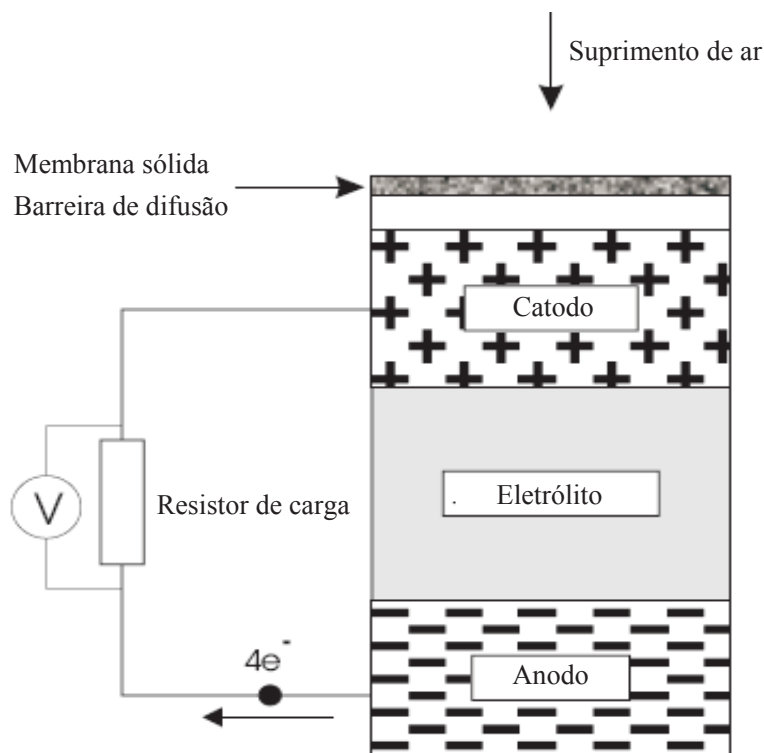 Suprimento de ar
Membrana sólida
Barreira de difusão
Catodo
Eletrólito
V
Resistor de carga
4e⁻
Anodo